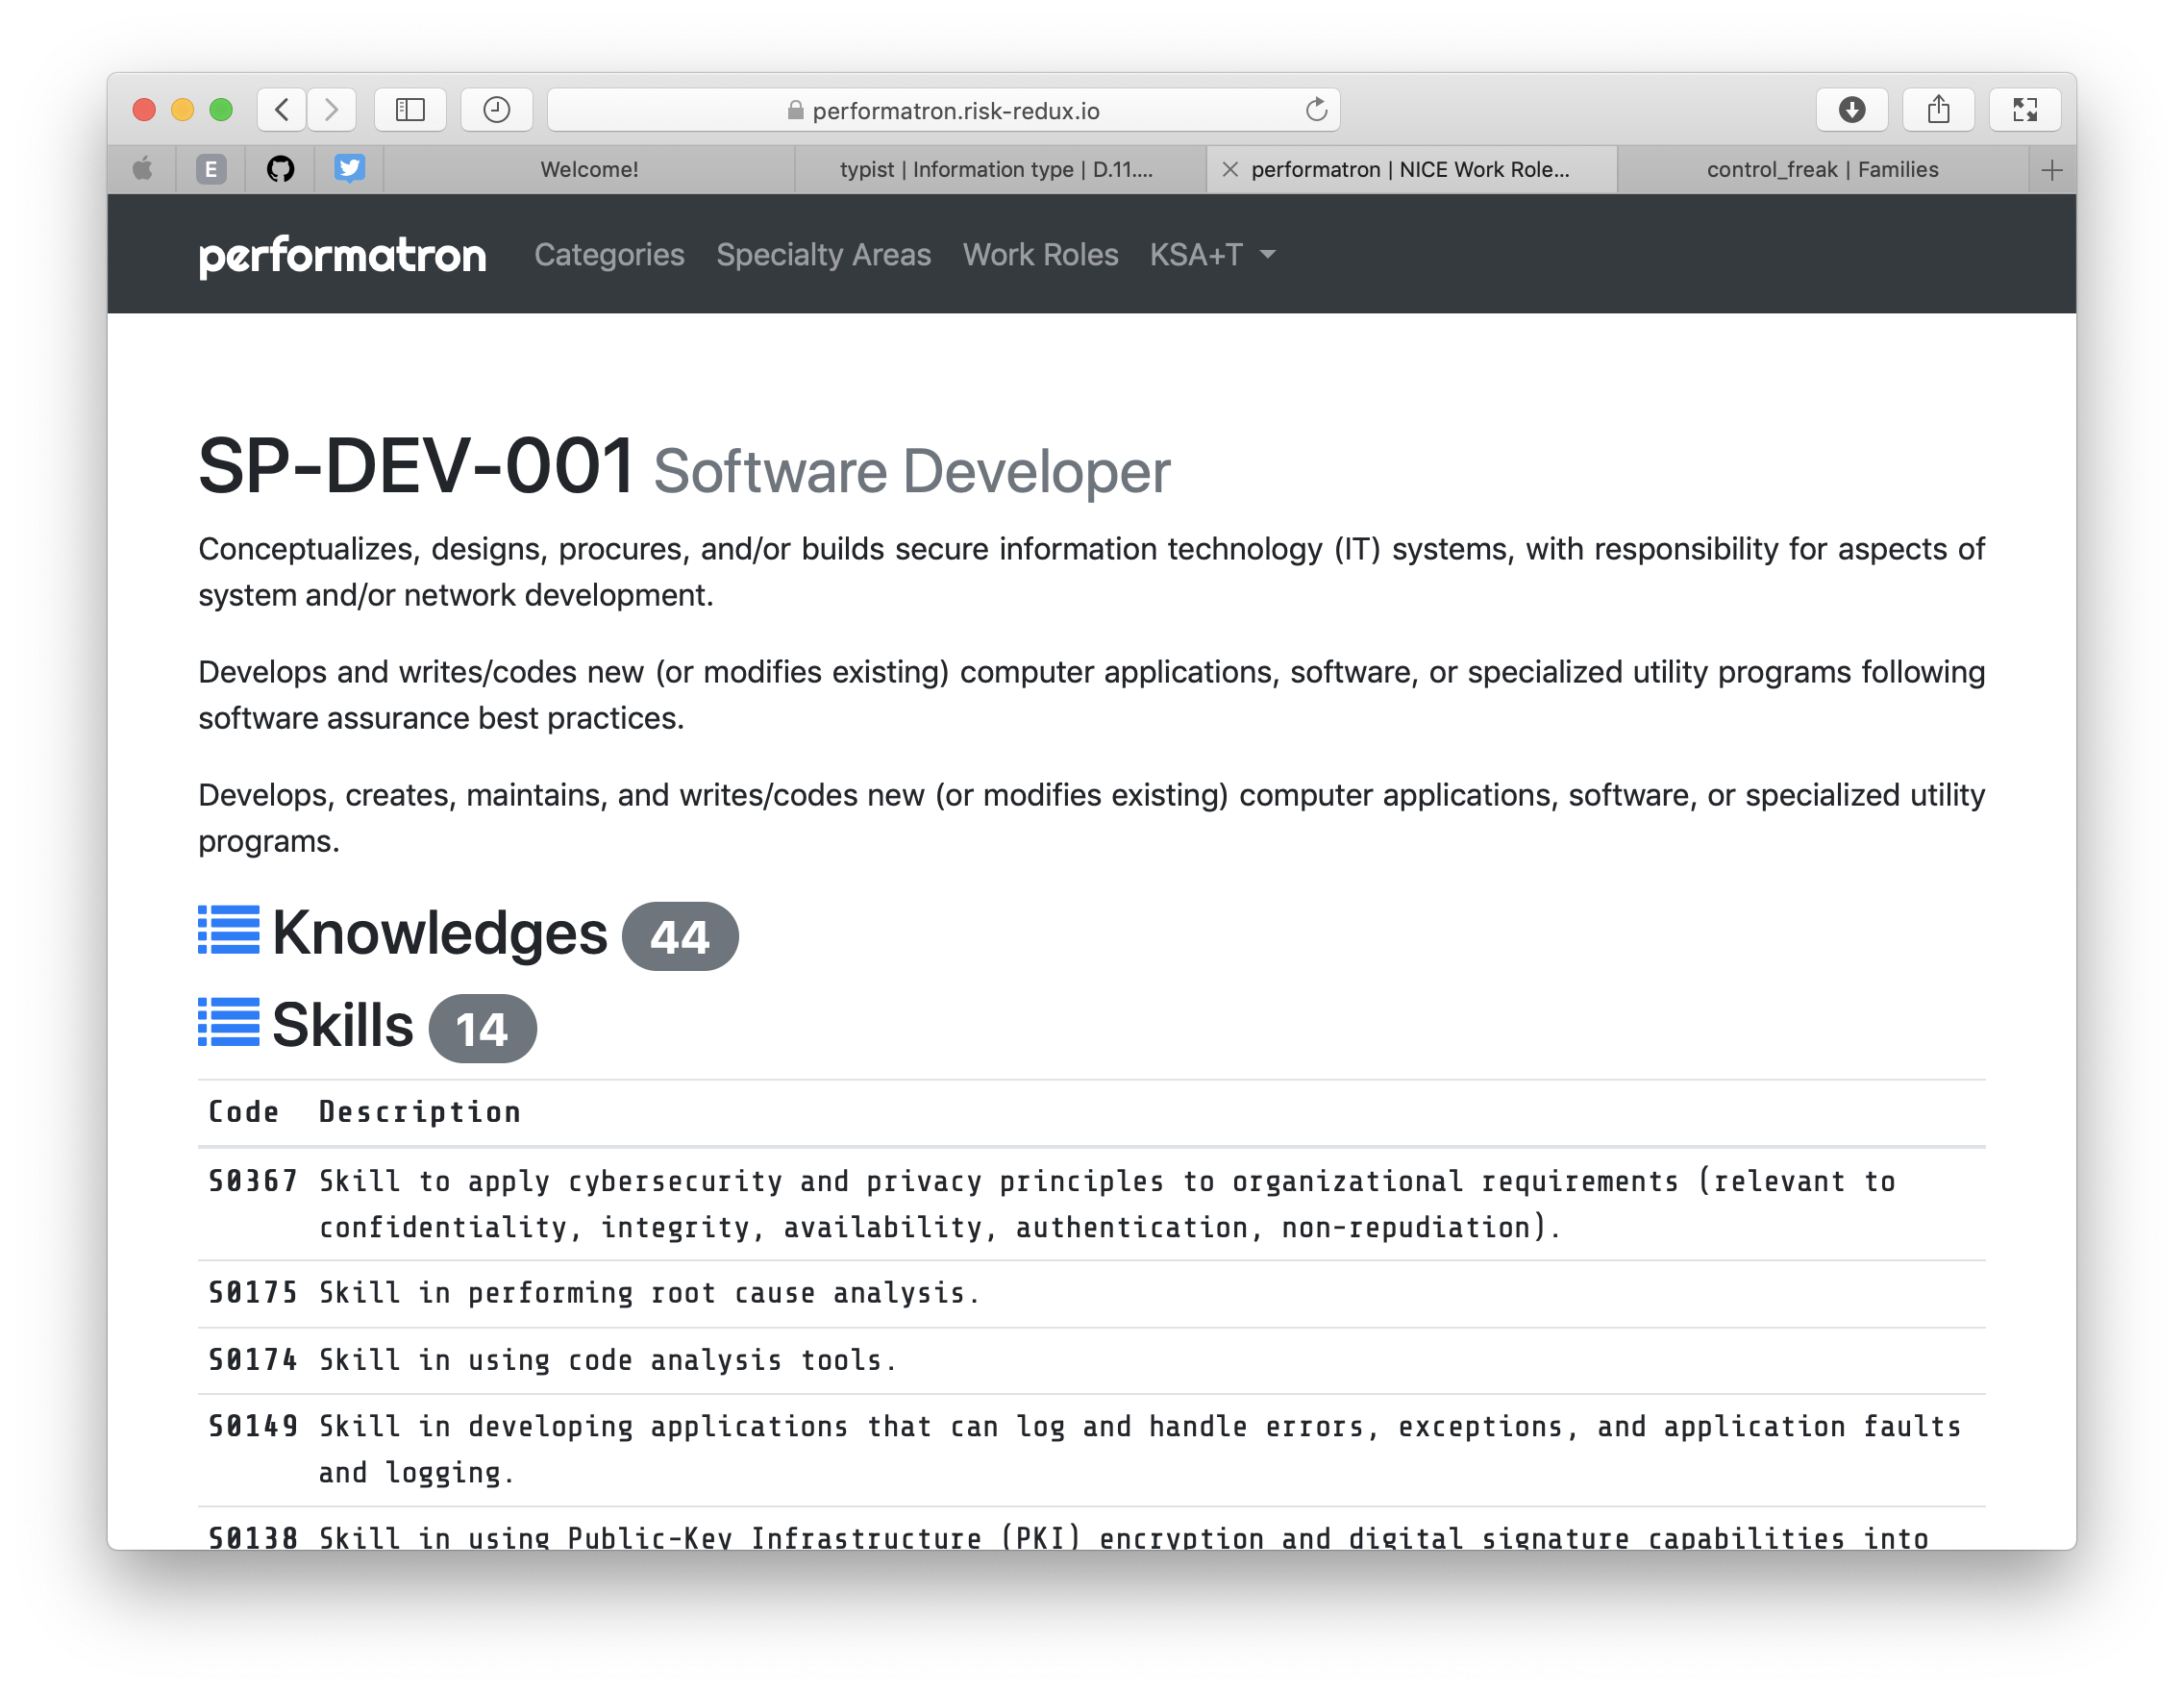 performatron.risk-redux.io
E
Welcome!
typist | Information type | D.11....
performatron | NICE Work Role...
control_freak | Families
performatron
Categories
Specialty Areas
Work Roles
KSA+T
SP-DEV-001 Software Developer
Conceptualizes, designs, procures, and/or builds secure information technology (IT) systems, with responsibility for aspects of
system and/or network development.
Develops and writes/codes new (or modifies existing) computer applications, software, or specialized utility programs following
software assurance best practices.
Develops, creates, maintains, and writes/codes new (or modifies existing) computer applications, software, or specialized utility
programs.
Knowledges 44
Skills 14
Code Description
S0367 Skill to apply cybersecurity and privacy principles to organizational requirements (relevant to
confidentiality, integrity, availability, authentication, non-repudiation).
S0175 Skill in performing root cause analysis.
S0174 Skill in using code analysis tools.
S0149 Skill in developing applications that can log and handle errors, exceptions, and application faults
and logging.
S0138 Skill in using Public-Key Infrastructure (PKI) encryption and digital signature capabilities into